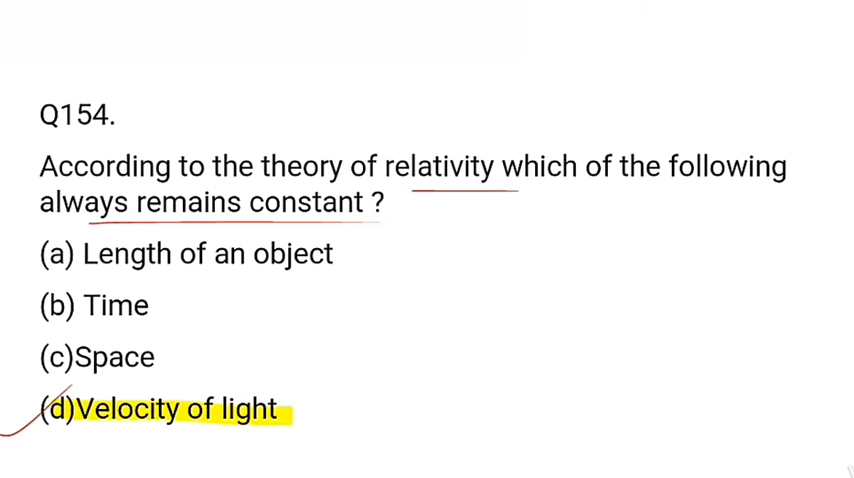 Q154.
According to the theory of relativity which of the following
always remains constant ?
(a) Length of an object
(b) Time
(c)Space
(d)Velocity of light